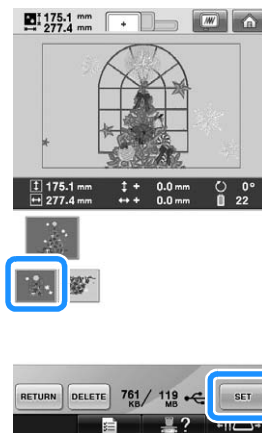 175.1 mm
277.4 mm
175.1 mm + 0.0 mm 0°
277.4 mm + 0.0 mm 22
RETURN DELETE 761 KB / 119 MB SET
?